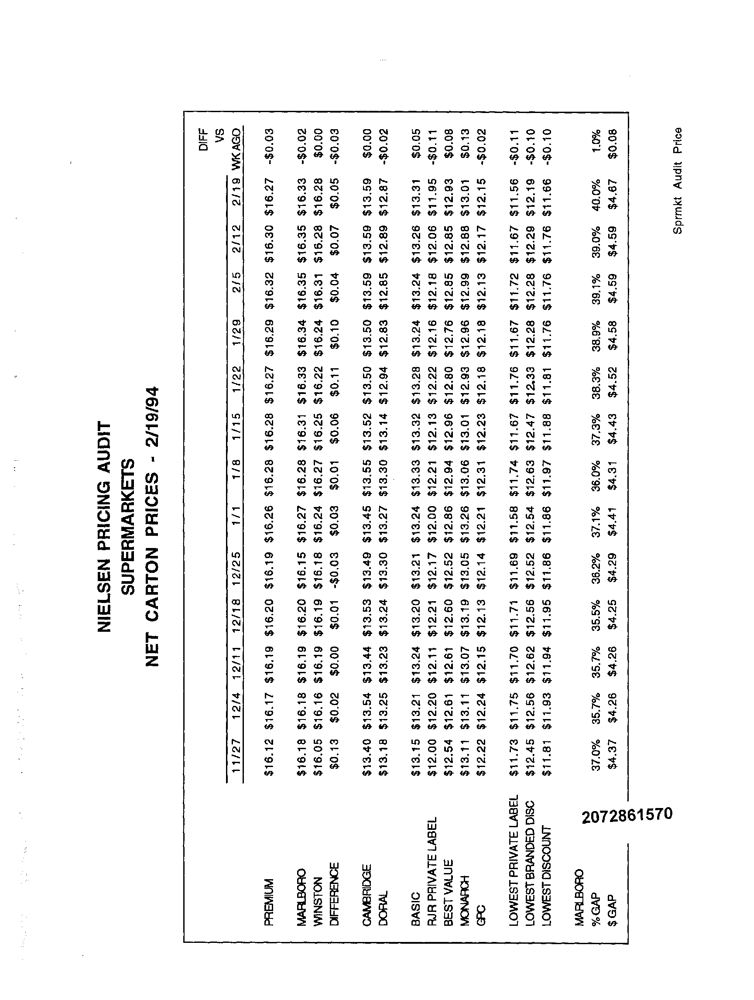 NIELSEN PRICING AUDIT
SUPERMARKETS
NET CARTON PRICES - 2/19/94
DIFF
VS
11/27 12/4 12/11 12/18 12/25 1/1 1/8 1/15 1/22 1/29 2/5 2/12 2/19 WK AGO
PREMIUM $16.12 $16.17 $16.19 $16.20 $16.19 $16.26 $16.28 $16.28 $16.27 $16.29 $16.32 $16.30 $16.27 -$0.03
MARLBORO $16.18 $16.18 $16.19 $16.20 $16.15 $16.27 $16.28 $16.31 $16.33 $16.34 $16.35 $16.35 $16.33 -$0.02
WINSTON $16.05 $16.16 $16.19 $16.19 $16.18 $16.24 $16.27 $16.25 $16.22 $16.24 $16.31 $16.28 $16.28 $0.00
DIFFERENCE $0.13 $0.02 $0.00 $0.01 -$0.03 $0.03 $0.01 $0.06 $0.11 $0.10 $0.04 $0.07 $0.05 -$0.03
CAMBRIDGE $13.40 $13.54 $13.44 $13.53 $13.49 $13.45 $13.55 $13.52 $13.50 $13.50 $13.59 $13.59 $13.59 $0.00
DORAL $13.18 $13.25 $13.23 $13.24 $13.30 $13.27 $13.30 $13.14 $12.94 $12.83 $12.85 $12.89 $12.87 -$0.02
BASIC $13.15 $13.21 $13.24 $13.20 $13.21 $13.24 $13.33 $13.32 $13.28 $13.24 $13.24 $13.26 $13.31 $0.05
RJR PRIVATE LABEL $12.00 $12.20 $12.11 $12.21 $12.17 $12.00 $12.21 $12.13 $12.22 $12.16 $12.18 $12.06 $11.95 -$0.11
BEST VALUE $12.54 $12.61 $12.61 $12.60 $12.52 $12.86 $12.94 $12.96 $12.80 $12.76 $12.85 $12.85 $12.93 $0.08
MONARCH $13.11 $13.11 $13.07 $13.19 $13.05 $13.26 $13.06 $13.01 $12.93 $12.96 $12.99 $12.88 $13.01 $0.13
GPC $12.22 $12.24 $12.15 $12.13 $12.14 $12.21 $12.31 $12.23 $12.18 $12.18 $12.13 $12.17 $12.15 -$0.02
LOWEST PRIVATE LABEL $11.73 $11.75 $11.70 $11.71 $11.69 $11.58 $11.74 $11.67 $11.76 $11.67 $11.72 $11.67 $11.56 -$0.11
LOWEST BRANDED DISC $12.45 $12.56 $12.62 $12.56 $12.52 $12.54 $12.63 $12.47 $12.33 $12.28 $12.28 $12.29 $12.19 -$0.10
LOWEST DISCOUNT $11.81 $11.93 $11.94 $11.95 $11.86 $11.86 $11.97 $11.88 $11.81 $11.76 $11.76 $11.76 $11.66 -$0.10
MARLBORO
% GAP 37.0% 35.7% 35.7% 35.5% 36.2% 37.1% 36.0% 37.3% 38.3% 38.9% 39.1% 39.0% 40.0% 1.0%
$ GAP $4.37 $4.26 $4.26 $4.25 $4.29 $4.41 $4.31 $4.43 $4.52 $4.58 $4.59 $4.59 $4.67 $0.08
2072861570
Sprmkt Audit Price